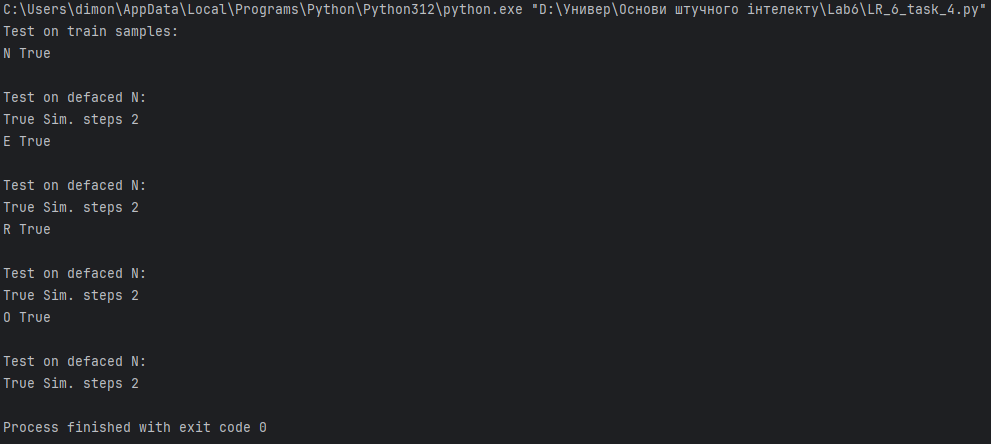 C:\Users\dimon\AppData\Local\Programs\Python\Python312\python.exe "D:\Универ\Основи штучного інтелекту\Lab6\LR_6_task_4.py"
Test on train samples:
N True
Test on defaced N:
True Sim. steps 2
E True
Test on defaced N:
True Sim. steps 2
R True
Test on defaced N:
True Sim. steps 2
O True
Test on defaced N:
True Sim. steps 2
Process finished with exit code 0